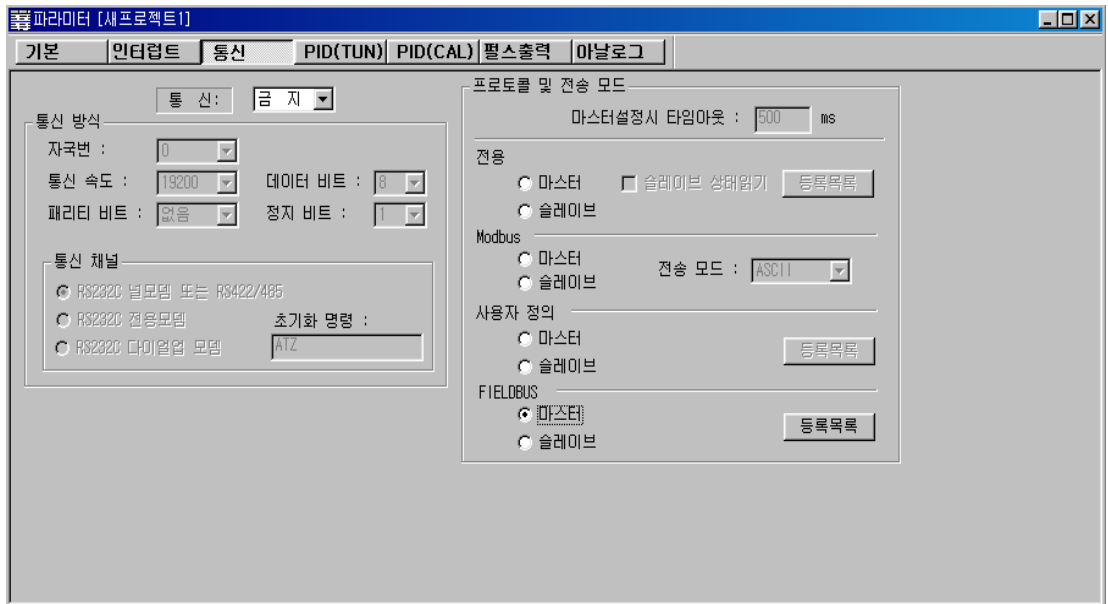 파라미터 [새프로젝트1]
기본 인터럽트 통신 PID(TUN) PID(CAL) 펄스출력 아날로그
통 신: 금 지
통신 방식
자국번 : 0
통신 속도 : 19200 데이터 비트 : 8
패리티 비트 : 없음 정지 비트 : 1
통신 채널
RS232C 널모뎀 또는 RS422/485
RS232C 전용모뎀 초기화 명령 :
RS232C 다이얼업 모뎀 ATZ
프로토콜 및 전송 모드
마스터설정시 타임아웃 : 500 ms
전용
마스터 슬레이브 상태읽기 등록목록
슬레이브
Modbus
마스터 전송 모드 : ASCII
슬레이브
사용자 정의
마스터 등록목록
슬레이브
FIELDBUS
마스터 등록목록
슬레이브